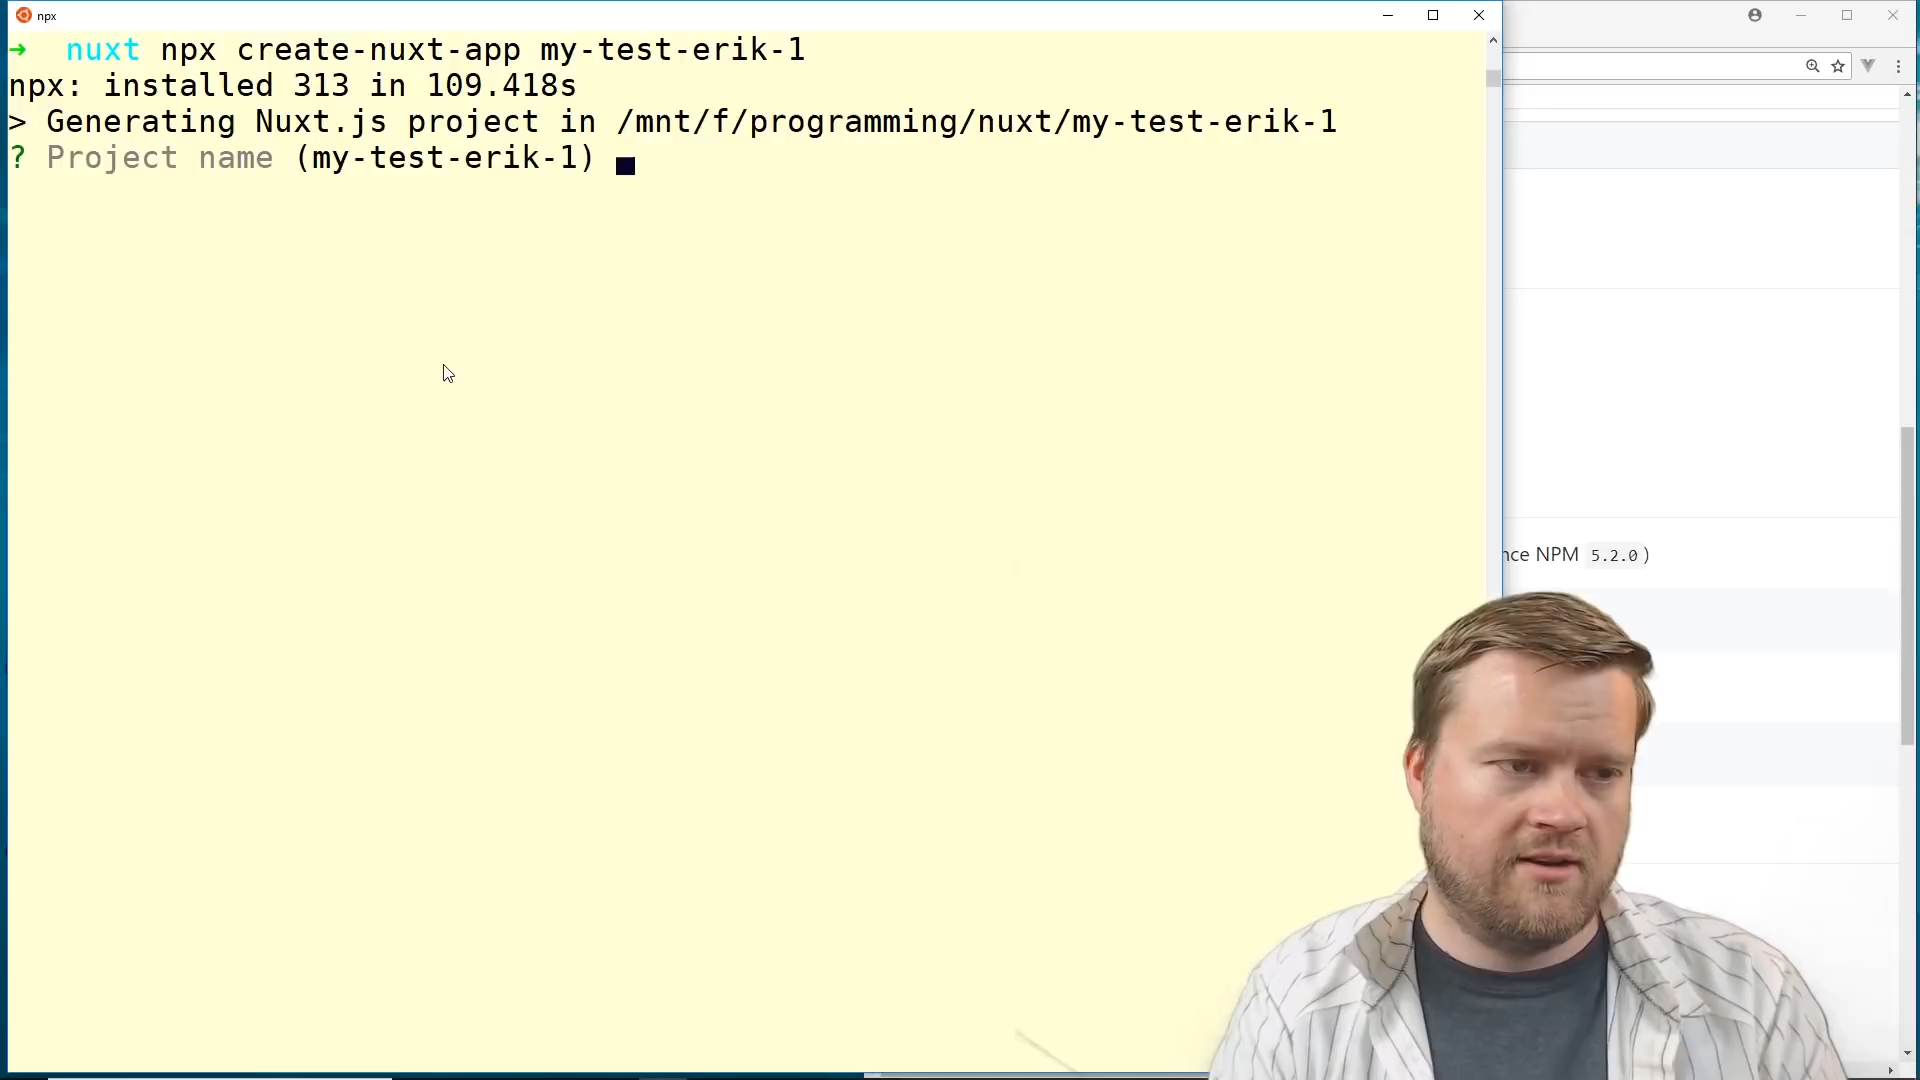 npx
➜ nuxt npx create-nuxt-app my-test-erik-1
npx: installed 313 in 109.418s
> Generating Nuxt.js project in /mnt/f/programming/nuxt/my-test-erik-1
? Project name (my-test-erik-1)
NPM 5.2.0)